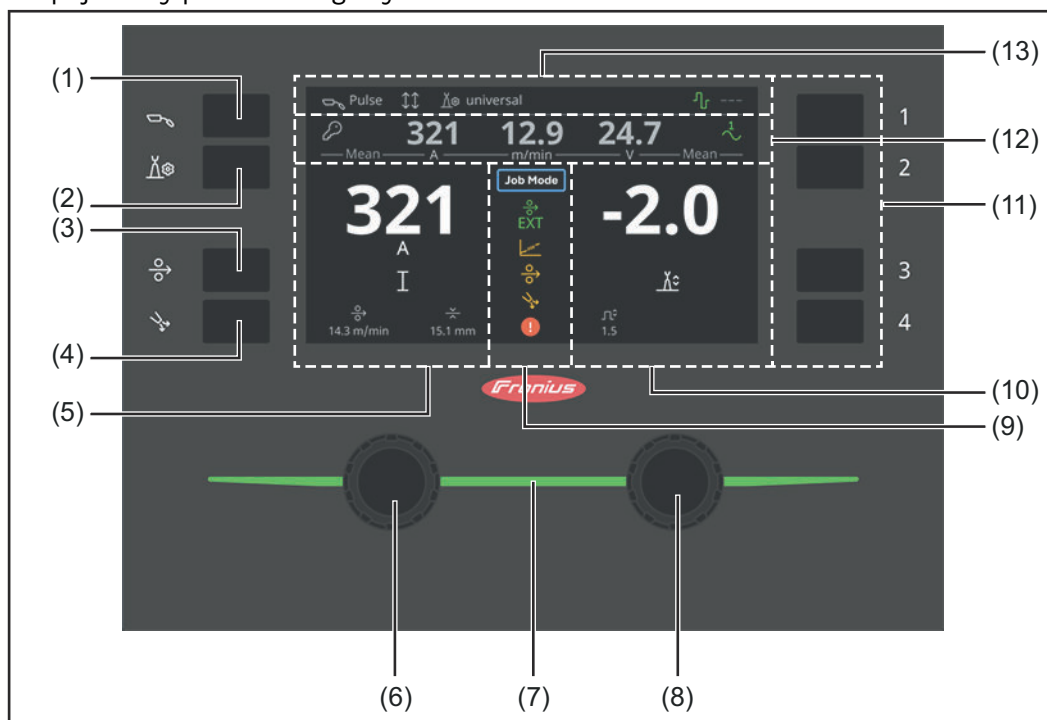 (13)
(1)
Pulse universal ---
1
(12)
321 12.9 24.7 1
Mean A m/min V Mean
2
(2)
Job Mode
(11)
(3)
321 -2.0
EXT
A
3
14.3 m/min 15.1 mm ! 1.5
4
(4)
(10)
Fronius
(5)
(9)
(6) (7) (8)